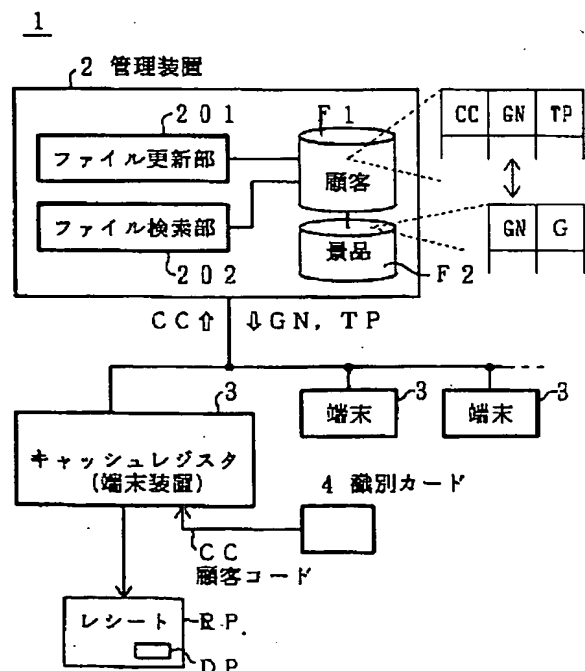 1
2 管理装置
201
ファイル更新部
ファイル検索部
202
F1
顧客
景品
F2
CC GN TP
GN G
CC⇧ ⇩GN, TP
3
キャッシュレジスタ
(端末装置)
端末 3
端末 3
4 識別カード
CC
顧客コード
レシート RP
DP